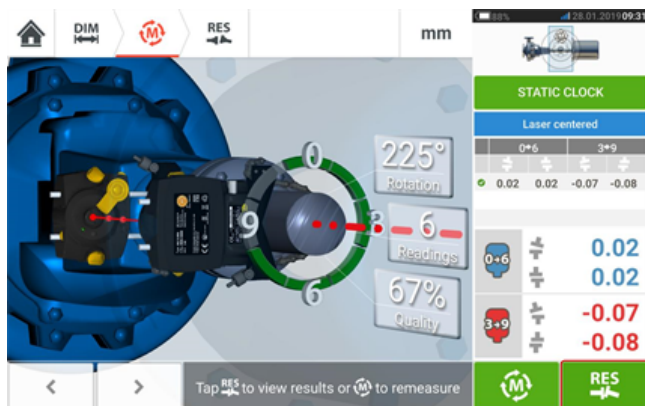 DIM
M
RES
mm
88%
28.01.2019 09:31
STATIC CLOCK
Laser centered
0➔6 3➔9
0.02 0.02 -0.07 -0.08
0
3
6
9
225°
Rotation
6
Readings
67%
Quality
0➔6
0.02
0.02
3➔9
-0.07
-0.08
Tap RES to view results or M to remeasure
M
RES